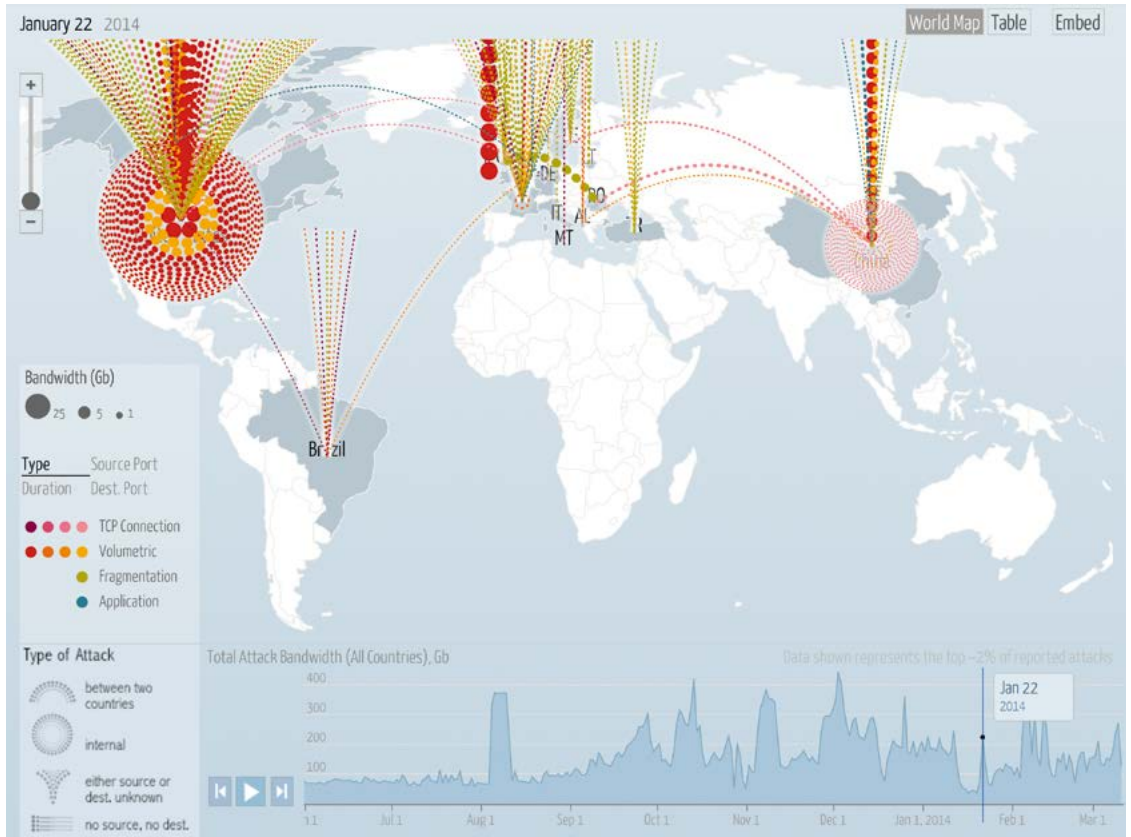 January 22 2014
World Map Table Embed
+
−
DE
RO
IT
AL
MT
TR
China
Brazil
Bandwidth (Gb)
25 5 1
Type Source Port
Duration Dest. Port
TCP Connection
Volumetric
Fragmentation
Application
Type of Attack
between two
countries
internal
either source or
dest. unknown
no source, no dest.
Total Attack Bandwidth (All Countries), Gb
Data shown represents the top ~2% of reported attacks
400
300
200
100
Jan 22
2014
1 Jul 1 Aug 1 Sep 1 Oct 1 Nov 1 Dec 1 Jan 1, 2014 Feb 1 Mar 1